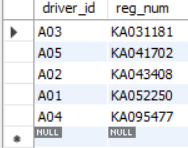 driver_id reg_num
A03 KA031181
A05 KA041702
A02 KA043408
A01 KA052250
A04 KA095477
NULL NULL